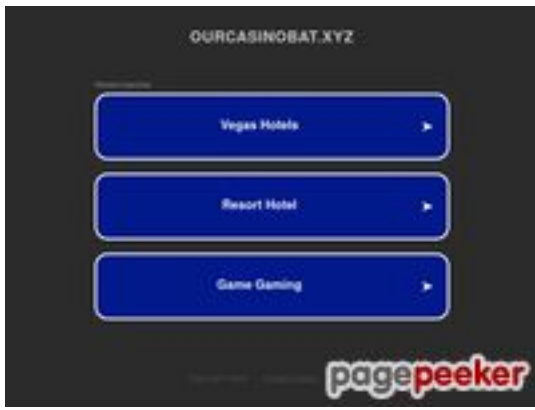 OURCASINOBAT.XYZ
Vegas Hotels
Resort Hotel
Game Gaming
pagepeeker